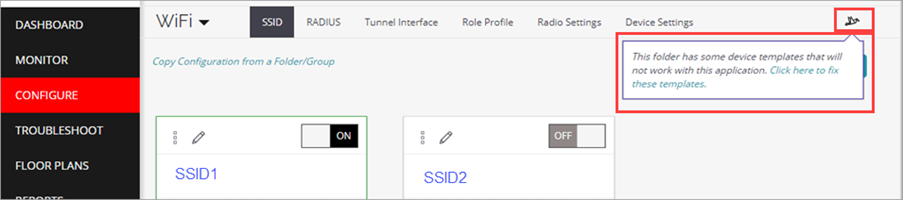 DASHBOARD
MONITOR
CONFIGURE
TROUBLESHOOT
FLOOR PLANS
REPORTS
WiFi
SSID
RADIUS
Tunnel Interface
Role Profile
Radio Settings
Device Settings
Copy Configuration from a Folder/Group
This folder has some device templates that will
not work with this application. Click here to fix
these templates.
ON
SSID1
OFF
SSID2